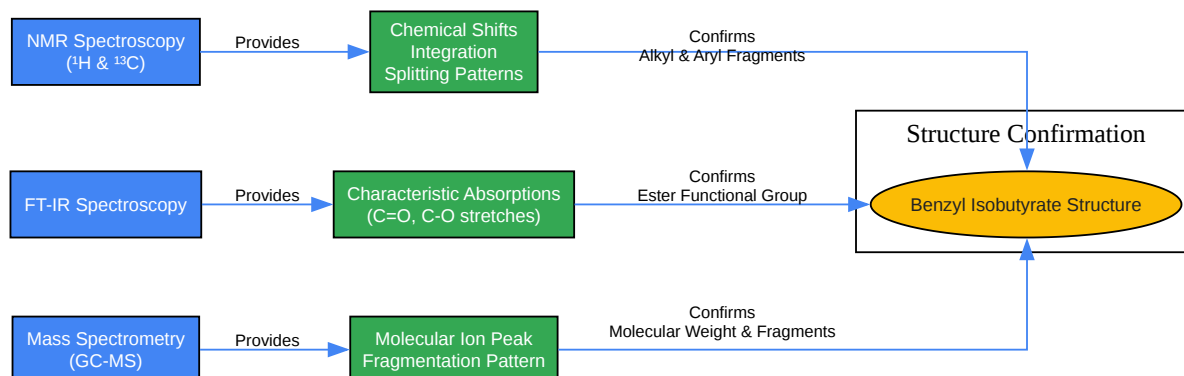 NMR Spectroscopy
(¹H & ¹³C)
Provides
Chemical Shifts
Integration
Splitting Patterns
Confirms
Alkyl & Aryl Fragments
Structure Confirmation
FT-IR Spectroscopy
Provides
Characteristic Absorptions
(C=O, C-O stretches)
Confirms
Ester Functional Group
Benzyl Isobutyrate Structure
Mass Spectrometry
(GC-MS)
Provides
Molecular Ion Peak
Fragmentation Pattern
Confirms
Molecular Weight & Fragments